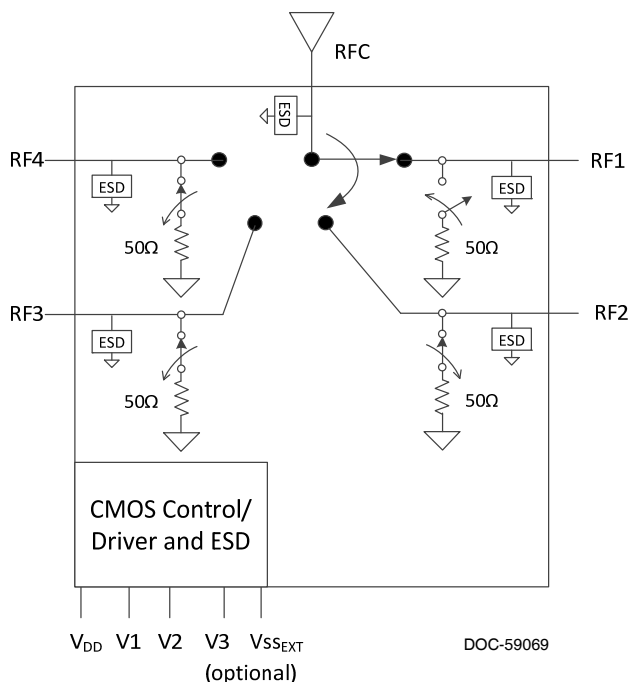 RFC
ESD
RF4
RF1
ESD
ESD
50Ω
50Ω
RF3
RF2
ESD
ESD
50Ω
50Ω
CMOS Control/
Driver and ESD
VDD V1 V2 V3 VSSEXT
(optional)
DOC-59069